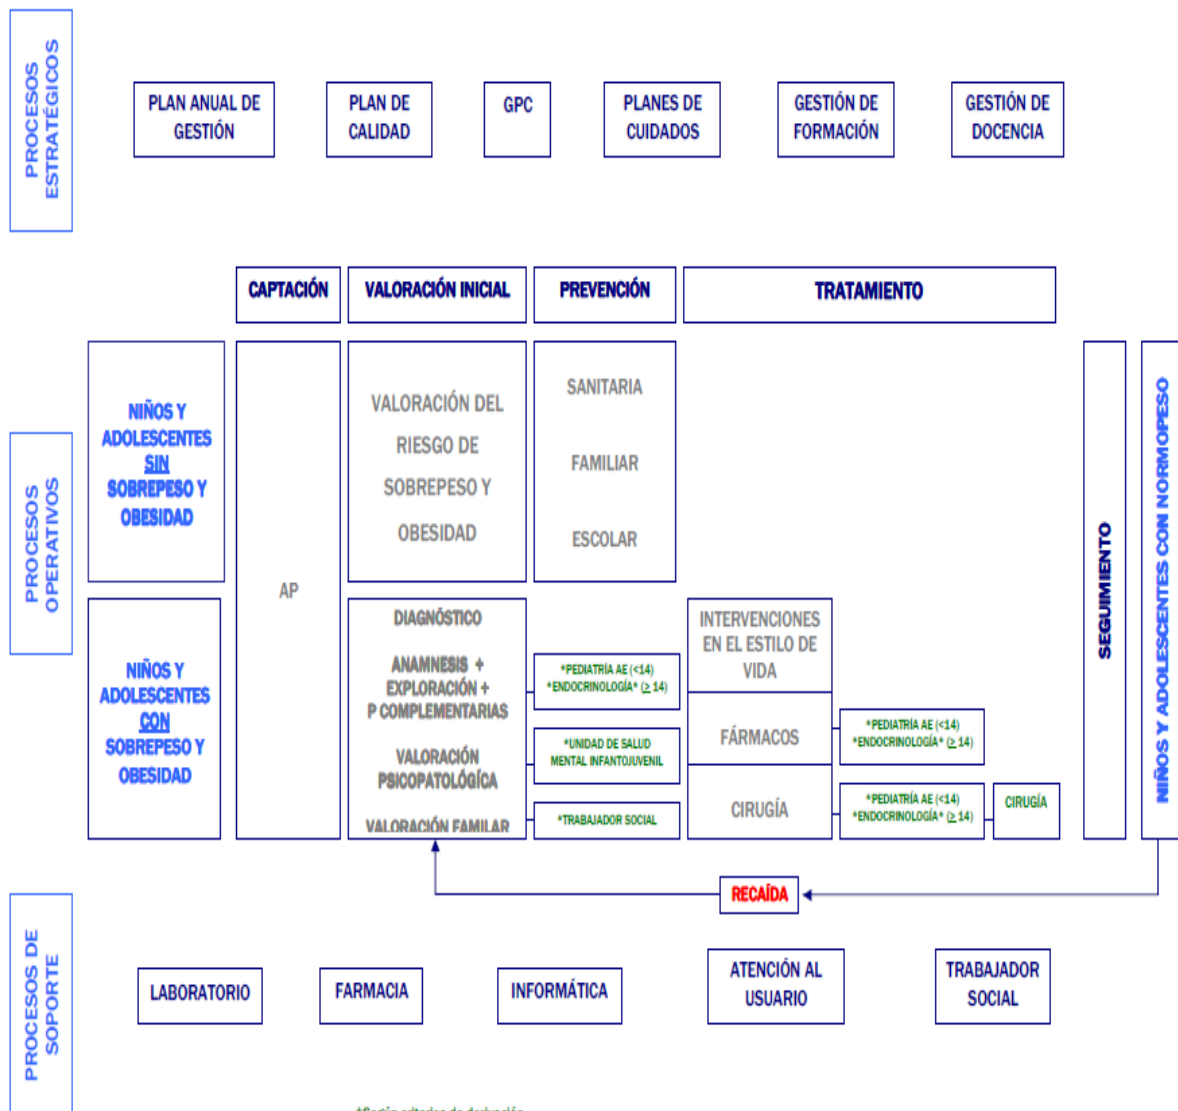 PROCESOS
ESTRATÉGICOS
PLAN ANUAL DE
GESTIÓN
PLAN DE
CALIDAD
GPC
PLANES DE
CUIDADOS
GESTIÓN DE
FORMACIÓN
GESTIÓN DE
DOCENCIA
CAPTACIÓN
VALORACIÓN INICIAL
PREVENCIÓN
TRATAMIENTO
PROCESOS
OPERATIVOS
NIÑOS Y
ADOLESCENTES
SIN
SOBREPESO Y
OBESIDAD
AP
VALORACIÓN DEL
RIESGO DE
SOBREPESO Y
OBESIDAD
SANITARIA
FAMILIAR
ESCOLAR
NIÑOS Y
ADOLESCENTES
CON
SOBREPESO Y
OBESIDAD
DIAGNÓSTICO
ANAMNESIS +
EXPLORACIÓN +
P COMPLEMENTARIAS
VALORACIÓN
PSICOPATOLÓGÍCA
VALORACIÓN FAMILAR
*PEDIATRÍA AE (<14)
*ENDOCRINOLOGÍA* (≥ 14)
*UNIDAD DE SALUD
MENTAL INFANTOJUVENIL
*TRABAJADOR SOCIAL
INTERVENCIONES
EN EL ESTILO DE
VIDA
FÁRMACOS
*PEDIATRÍA AE (<14)
*ENDOCRINOLOGÍA* (≥ 14)
CIRUGÍA
*PEDIATRÍA AE (<14)
*ENDOCRINOLOGÍA* (≥ 14)
CIRUGÍA
SEGUIMIENTO
NIÑOS Y ADOLESCENTES CON NORMOPESO
RECAÍDA
PROCESOS DE
SOPORTE
LABORATORIO
FARMACIA
INFORMÁTICA
ATENCIÓN AL
USUARIO
TRABAJADOR
SOCIAL
*Según criterios de derivación